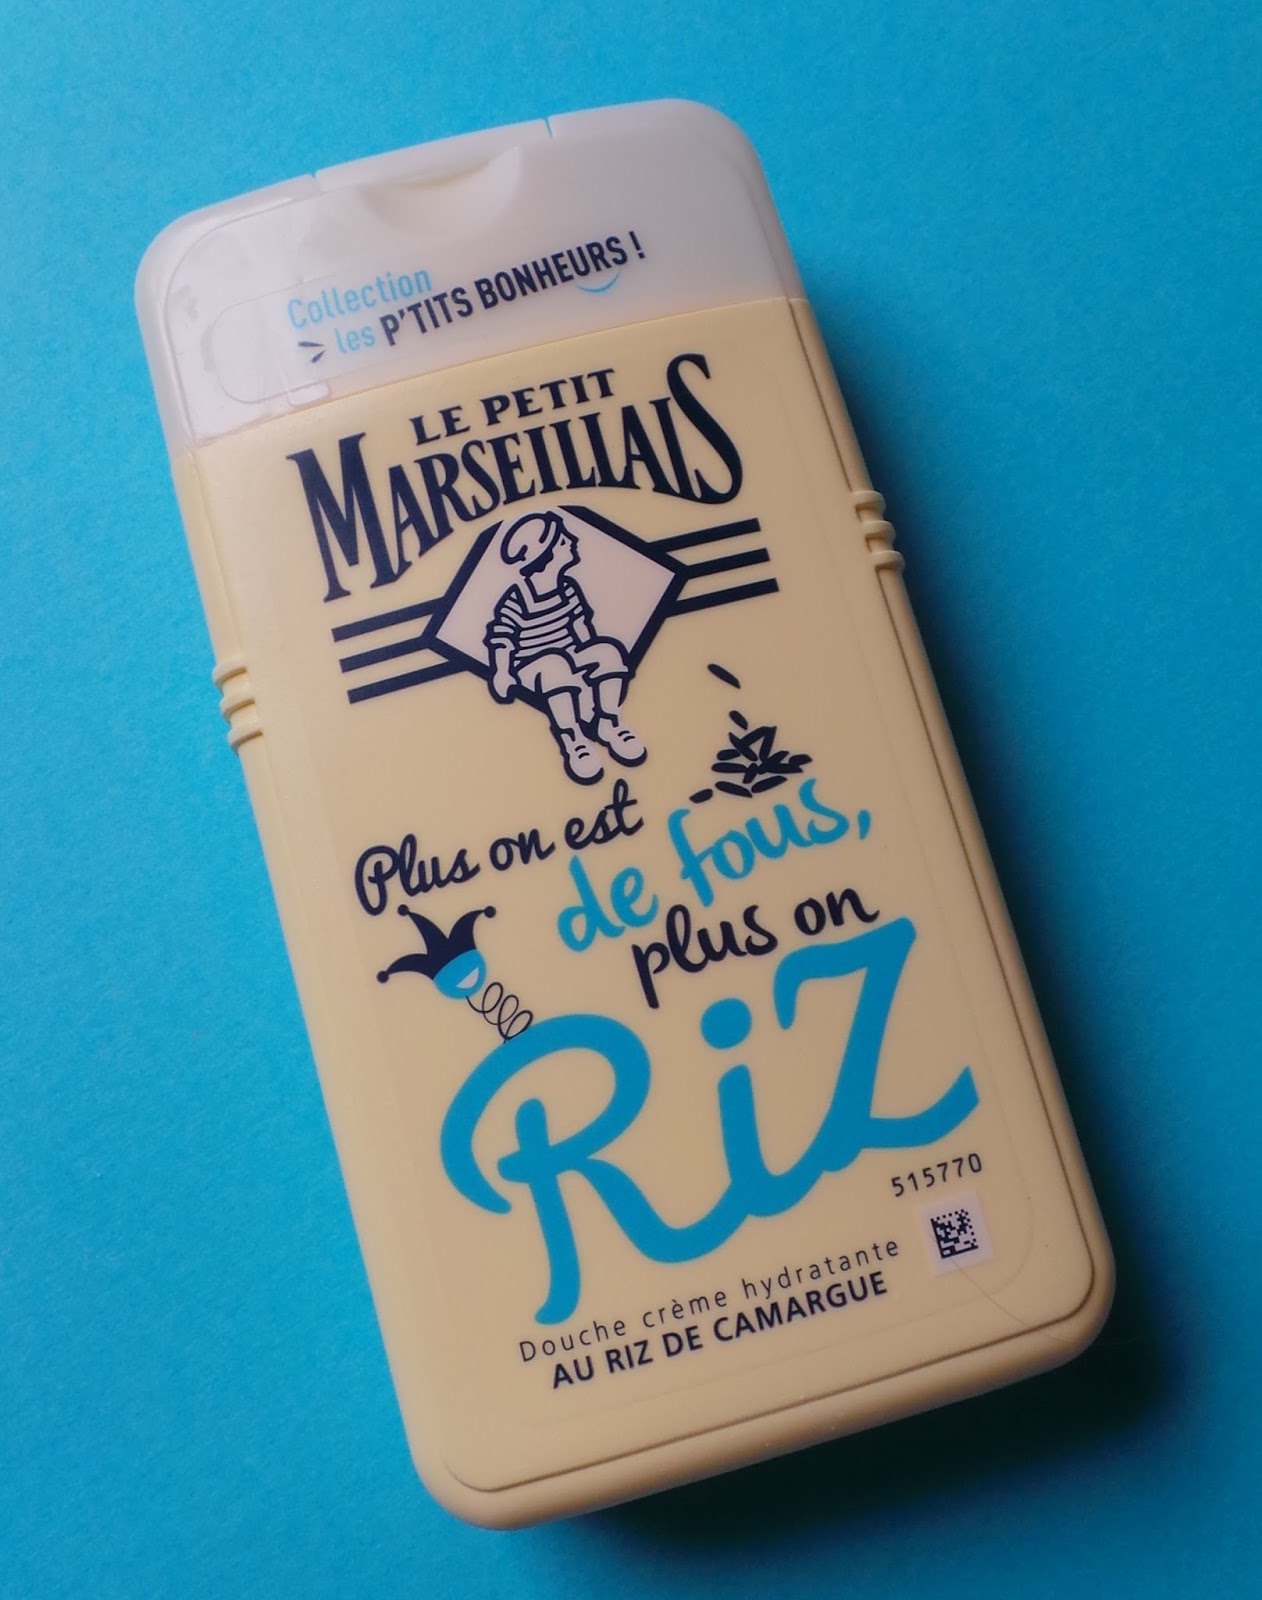 Collection
les P'TITS BONHEURS !
LE PETIT
MARSEILLAIS
Plus on est
de fous,
plus on
RiZ
515770
Douche crème hydratante
AU RIZ DE CAMARGUE